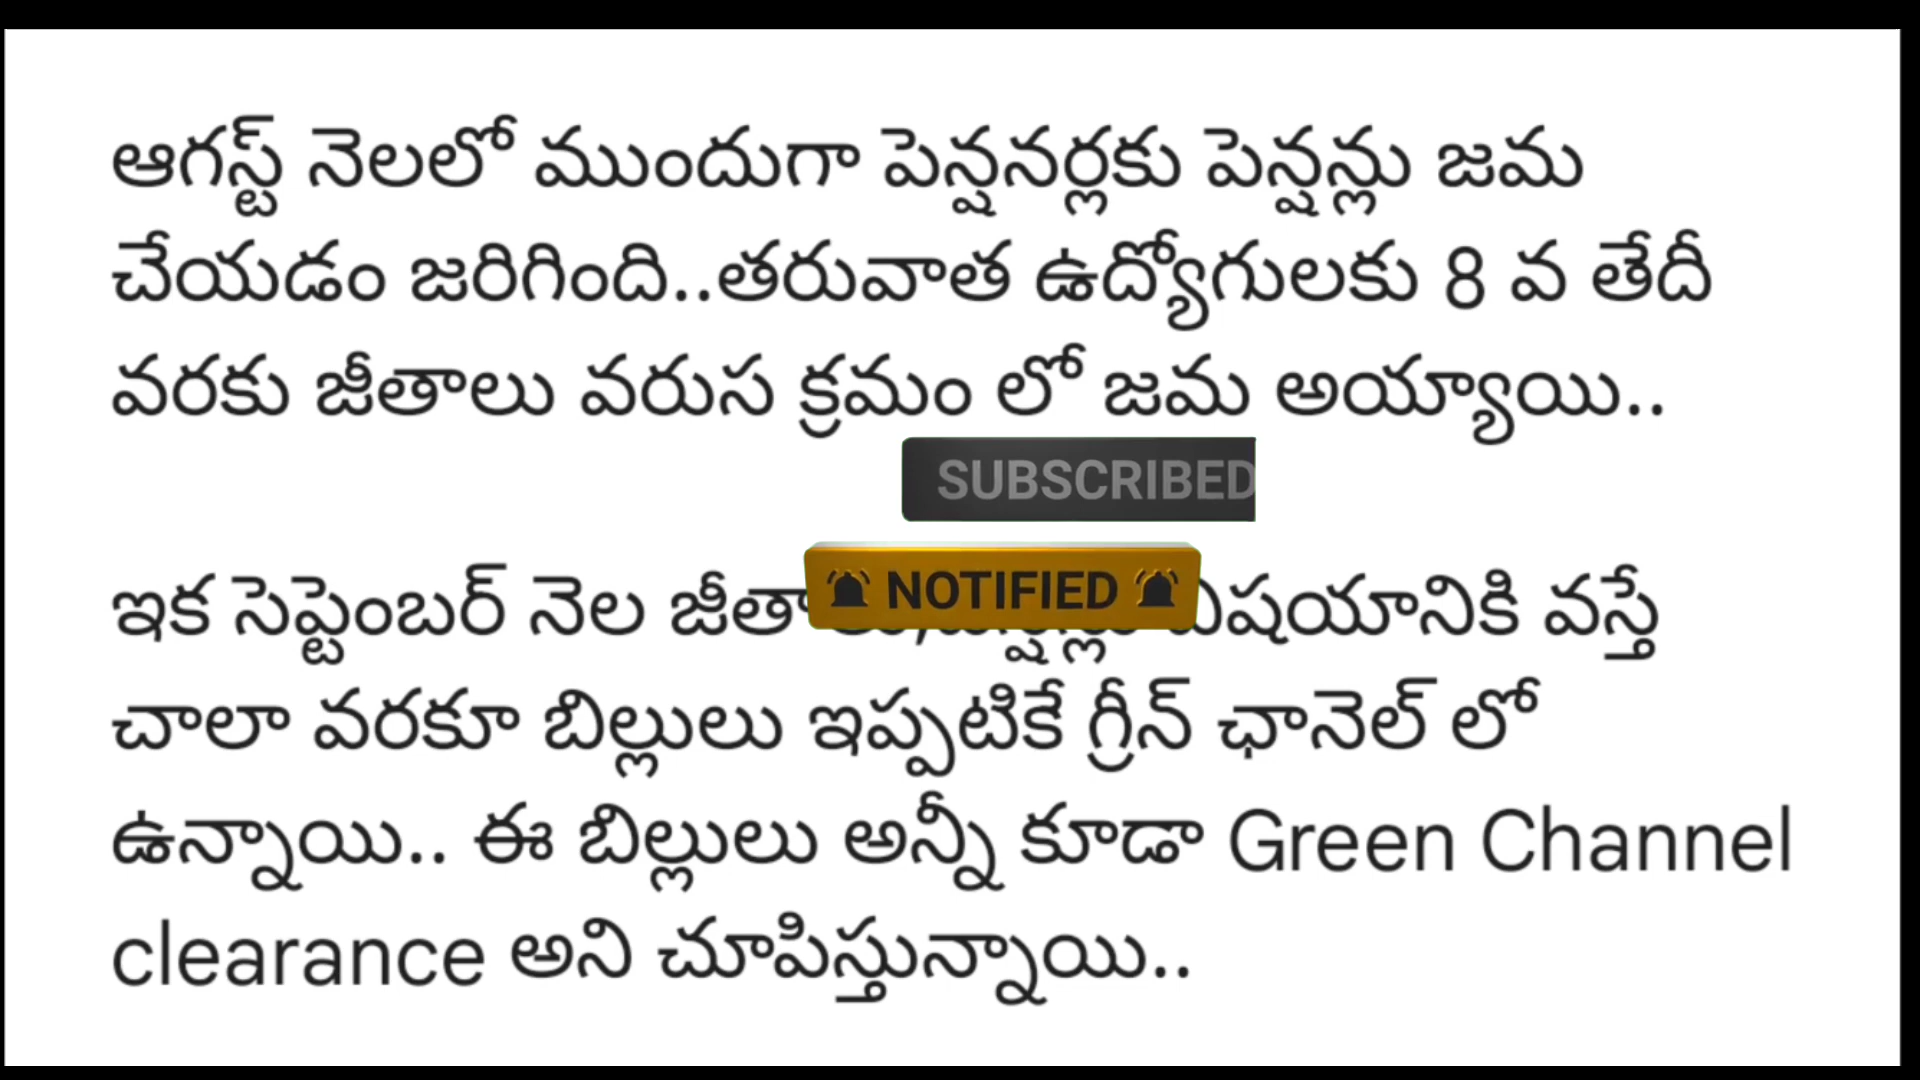 ఆగస్ట్ నెలలో ముందుగా పెన్షనర్లకు పెన్షన్లు జమ
చేయడం జరిగింది..తరువాత ఉద్యోగులకు 8 వ తేదీ
వరకు జీతాలు వరుస క్రమం లో జమ అయ్యాయి..
SUBSCRIBED
NOTIFIED
ఇక సెప్టెంబర్ నెల విషయానికి వస్తే
చాలా వరకూ బిల్లులు ఇప్పటికే గ్రీన్ ఛానెల్ లో
ఉన్నాయి.. ఈ బిల్లులు అన్నీ కూడా Green Channel
clearance అని చూపిస్తున్నాయి..